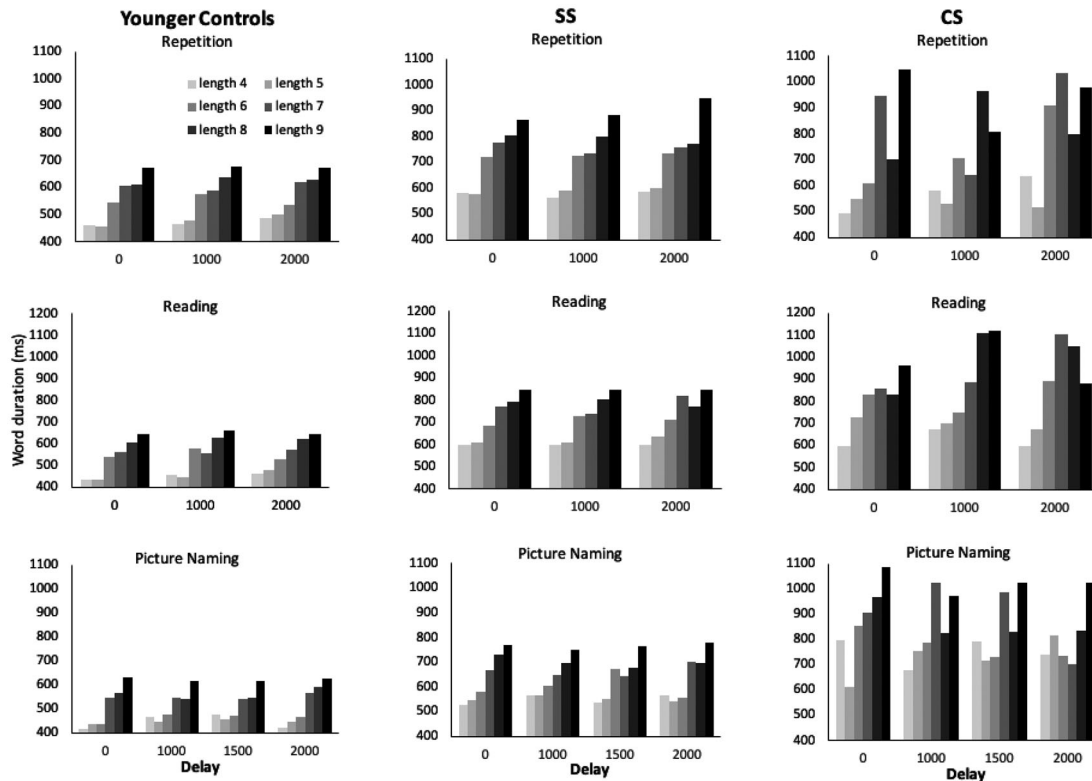 Younger Controls
Repetition
1100
1000
900
800
700
600
500
400
length 4 length 5
length 6 length 7
length 8 length 9
0 1000 2000
SS
Repetition
1100
1000
900
800
700
600
500
400
0 1000 2000
CS
Repetition
1100
1000
900
800
700
600
500
400
0 1000 2000
Word duration (ms)
Reading
1200
1100
1000
900
800
700
600
500
400
0 1000 2000
Reading
1200
1100
1000
900
800
700
600
500
400
0 1000 2000
Reading
1200
1100
1000
900
800
700
600
500
400
0 1000 2000
Picture Naming
1100
1000
900
800
700
600
500
400
0 1000 1500 2000
Delay
Picture Naming
1100
1000
900
800
700
600
500
400
0 1000 1500 2000
Delay
Picture Naming
1100
1000
900
800
700
600
500
400
0 1000 1500 2000
Delay